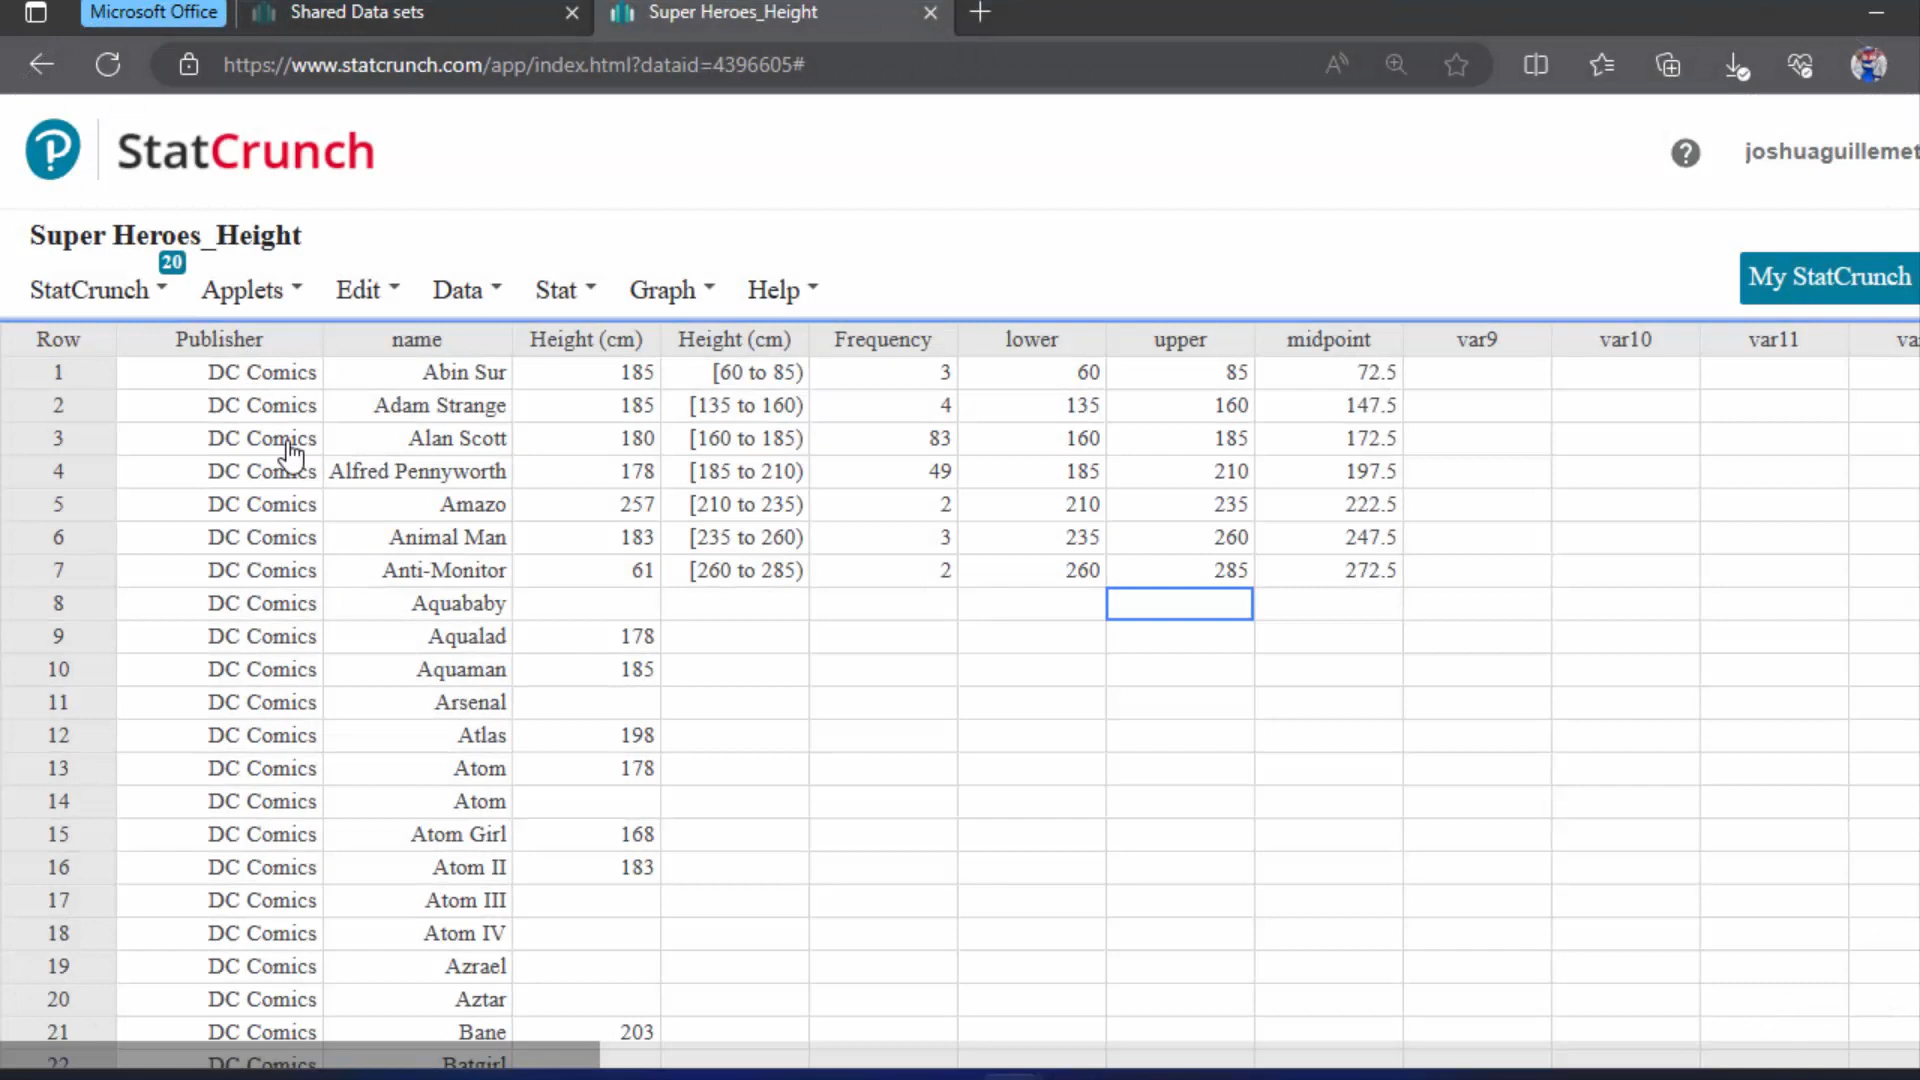 Microsoft Office Shared Data sets Super Heroes_Height
https://www.statcrunch.com/app/index.html?dataid=4396605#
P StatCrunch ? joshuaguillemet
Super Heroes_Height
20
StatCrunch Applets Edit Data Stat Graph Help My StatCrunch
Row Publisher name Height (cm) Height (cm) Frequency lower upper midpoint var9 var10 var11 va
1 DC Comics Abin Sur 185 [60 to 85) 3 60 85 72.5
2 DC Comics Adam Strange 185 [135 to 160) 4 135 160 147.5
3 DC Comics Alan Scott 180 [160 to 185) 83 160 185 172.5
4 DC Comics Alfred Pennyworth 178 [185 to 210) 49 185 210 197.5
5 DC Comics Amazo 257 [210 to 235) 2 210 235 222.5
6 DC Comics Animal Man 183 [235 to 260) 3 235 260 247.5
7 DC Comics Anti-Monitor 61 [260 to 285) 2 260 285 272.5
8 DC Comics Aquababy
9 DC Comics Aqualad 178
10 DC Comics Aquaman 185
11 DC Comics Arsenal
12 DC Comics Atlas 198
13 DC Comics Atom 178
14 DC Comics Atom
15 DC Comics Atom Girl 168
16 DC Comics Atom II 183
17 DC Comics Atom III
18 DC Comics Atom IV
19 DC Comics Azrael
20 DC Comics Aztar
21 DC Comics Bane 203
22 DC Comics Batgirl